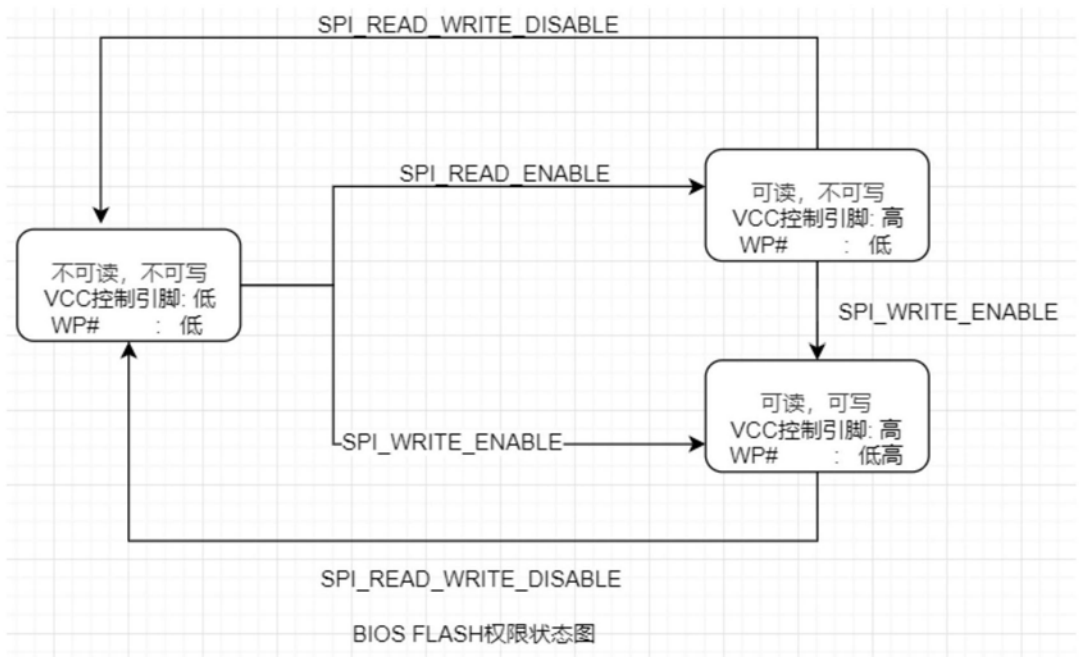 SPI_READ_WRITE_DISABLE
SPI_READ_ENABLE
可读，不可写
VCC控制引脚: 高
WP# : 低
不可读，不可写
VCC控制引脚: 低
WP# : 低
SPI_WRITE_ENABLE
可读，可写
VCC控制引脚: 高
WP# : 低高
SPI_WRITE_ENABLE
SPI_READ_WRITE_DISABLE
BIOS FLASH权限状态图